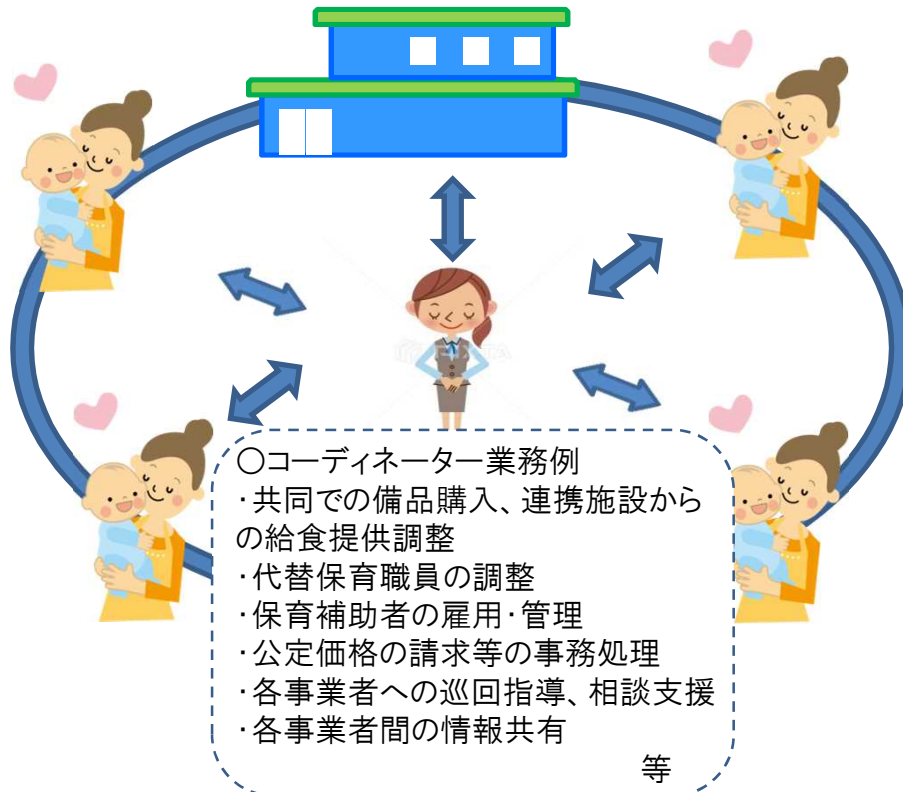 〇コーディネーター業務例
・共同での備品購入、連携施設から
の給食提供調整
・代替保育職員の調整
・保育補助者の雇用・管理
・公定価格の請求等の事務処理
・各事業者への巡回指導、相談支援
・各事業者間の情報共有
等